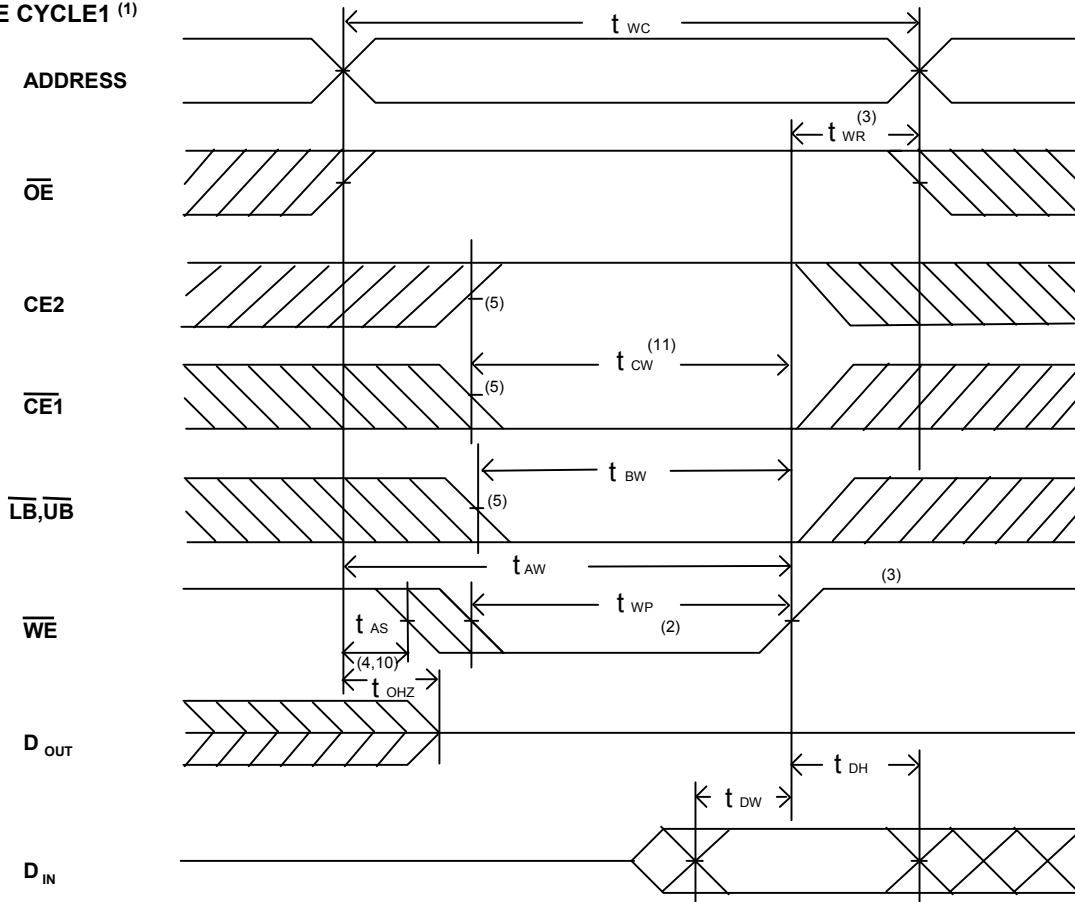 E CYCLE1 (1)
t WC
ADDRESS
t WR (3)
OE
CE2
(5)
t CW (11)
CE1
(5)
t BW
LB,UB
(5)
t AW
(3)
t WP
(2)
WE
t AS
(4,10)
t OHZ
D OUT
t DH
t DW
D IN